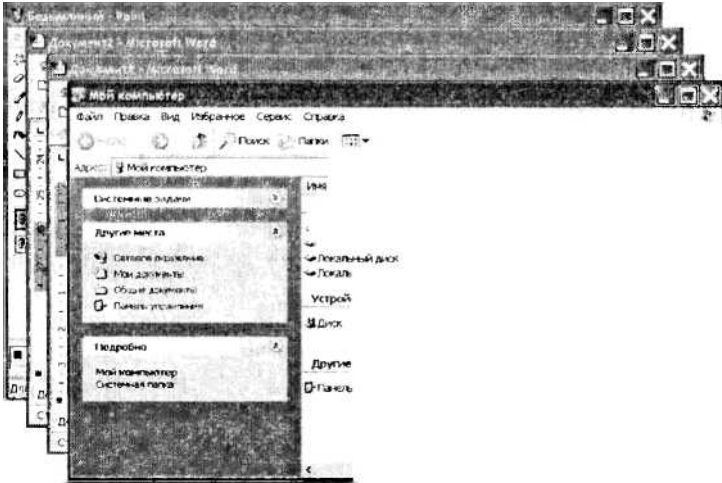 Безымянный - Paint
Документ2 - Microsoft Word
Документ1 - Microsoft Word
Мой компьютер
Файл Правка Вид Избранное Сервис Справка
Поиск Папки
Адрес: Мой компьютер
Имя
Системные задачи
Другие места
Сетевое окружение
Мои документы
Общие документы
Панель управления
Локальный диск
Локаль
Устрой
Диск
Подробно
Мой компьютер
Системная папка
Другие
Панель